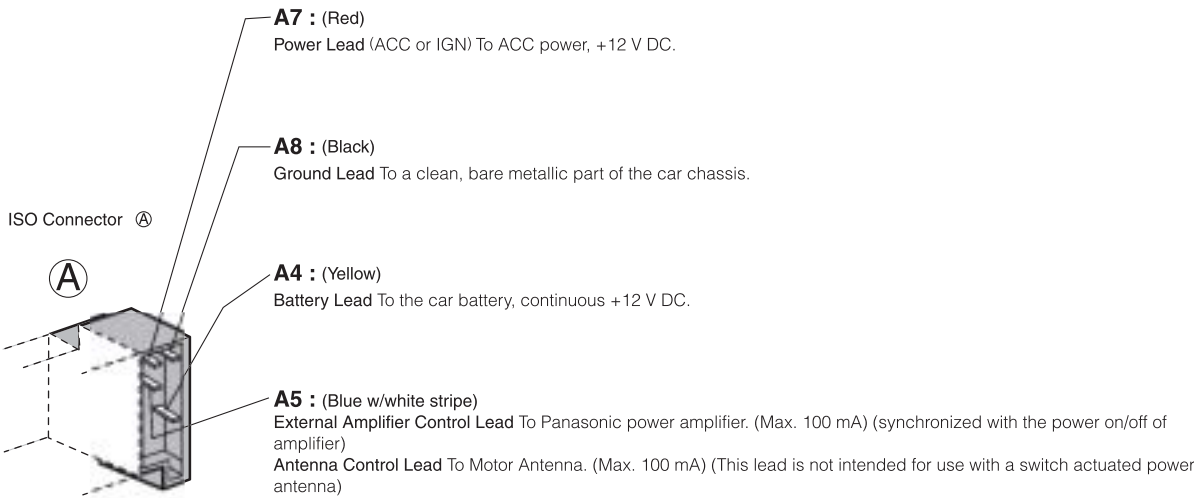 A7 : (Red)
Power Lead (ACC or IGN) To ACC power, +12 V DC.
A8 : (Black)
Ground Lead To a clean, bare metallic part of the car chassis.
ISO Connector Ⓐ
Ⓐ
A4 : (Yellow)
Battery Lead To the car battery, continuous +12 V DC.
A5 : (Blue w/white stripe)
External Amplifier Control Lead To Panasonic power amplifier. (Max. 100 mA) (synchronized with the power on/off of
amplifier)
Antenna Control Lead To Motor Antenna. (Max. 100 mA) (This lead is not intended for use with a switch actuated power
antenna)